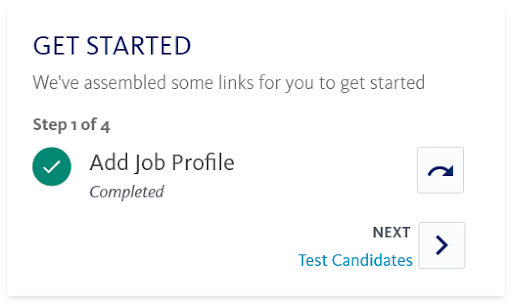 GET STARTED
We've assembled some links for you to get started
Step 1 of 4
Add Job Profile
Completed
NEXT
Test Candidates